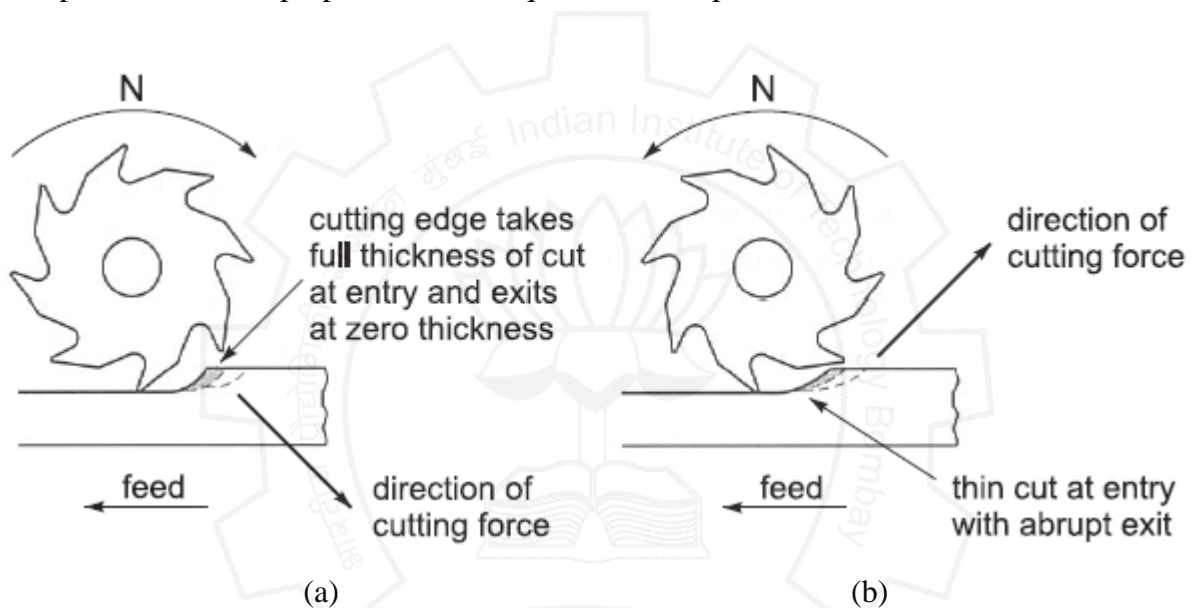 N
N
Indian Institute of Technology Bombay
मुंबई
cutting edge takes
full thickness of cut
at entry and exits
at zero thickness
direction of
cutting force
feed
direction of
cutting force
feed
thin cut at entry
with abrupt exit
(a)
(b)